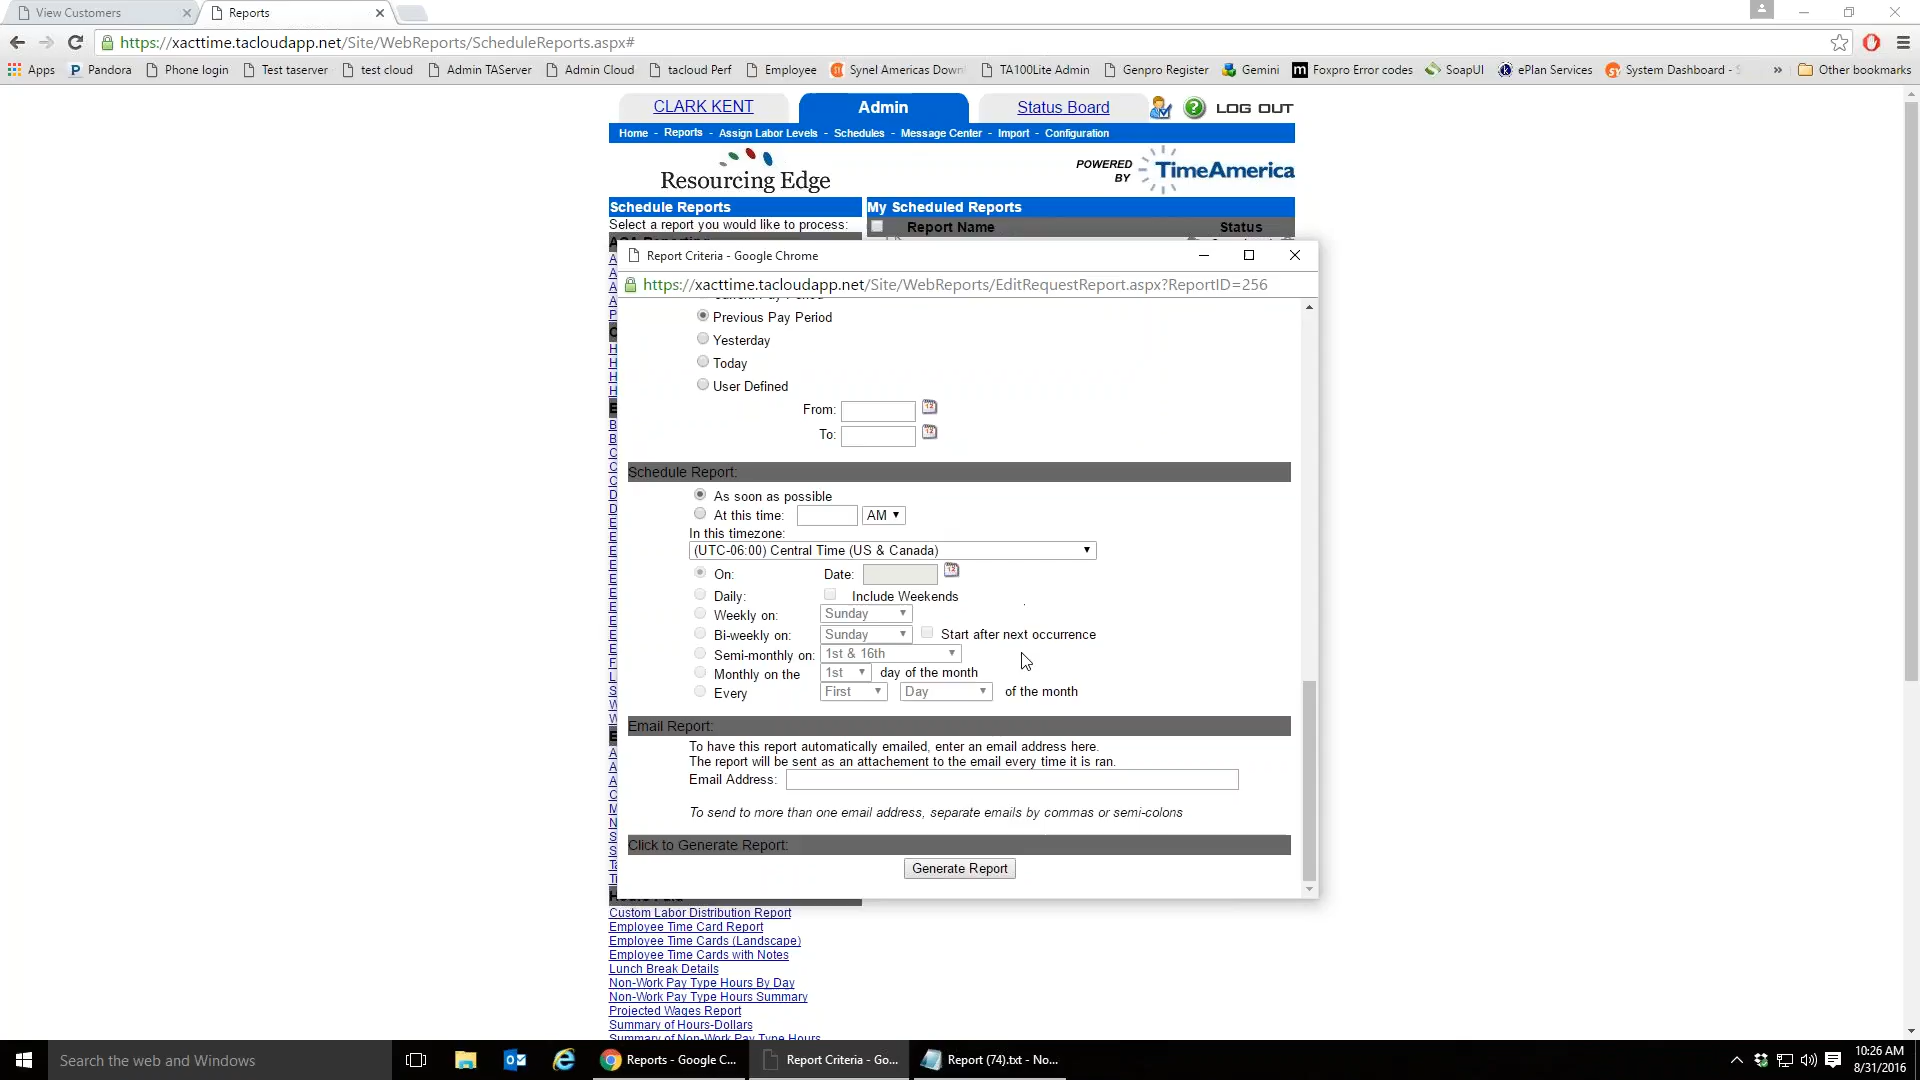 View Customers
Reports
https://xacttime.tacloudapp.net/Site/WebReports/ScheduleReports.aspx#
Apps
Pandora
Phone login
Test taserver
test cloud
Admin TAServer
Admin Cloud
tacloud Perf
Employee
Synel Americas Down
TA100Lite Admin
Genpro Register
Gemini
Foxpro Error codes
SoapUI
ePlan Services
System Dashboard -
» Other bookmarks
CLARK KENT
Admin
Status Board
LOG OUT
Home - Reports - Assign Labor Levels - Schedules - Message Center - Import - Configuration
Resourcing Edge
POWERED BY
TimeAmerica
Schedule Reports
My Scheduled Reports
Select a report you would like to process:
Report Name
Status
Report Criteria - Google Chrome
https://xacttime.tacloudapp.net/Site/WebReports/EditRequestReport.aspx?ReportID=256
Previous Pay Period
Yesterday
Today
User Defined
From:
To:
Schedule Report:
As soon as possible
At this time:
AM
In this timezone:
(UTC-06:00) Central Time (US & Canada)
On:
Date:
Daily:
Include Weekends
Weekly on:
Sunday
Bi-weekly on:
Sunday
Start after next occurrence
Semi-monthly on:
1st & 16th
Monthly on the
1st
day of the month
Every
First
Day
of the month
Email Report:
To have this report automatically emailed, enter an email address here.
The report will be sent as an attachement to the email every time it is ran.
Email Address:
To send to more than one email address, separate emails by commas or semi-colons
Click to Generate Report:
Generate Report
Custom Labor Distribution Report
Employee Time Card Report
Employee Time Cards (Landscape)
Employee Time Cards with Notes
Lunch Break Details
Non-Work Pay Type Hours By Day
Non-Work Pay Type Hours Summary
Projected Wages Report
Summary of Hours-Dollars
Summary of Non-Work Pay Type Hours
Search the web and Windows
Reports - Google C...
Report Criteria - Go...
Report (74).txt - No...
10:26 AM
8/31/2016